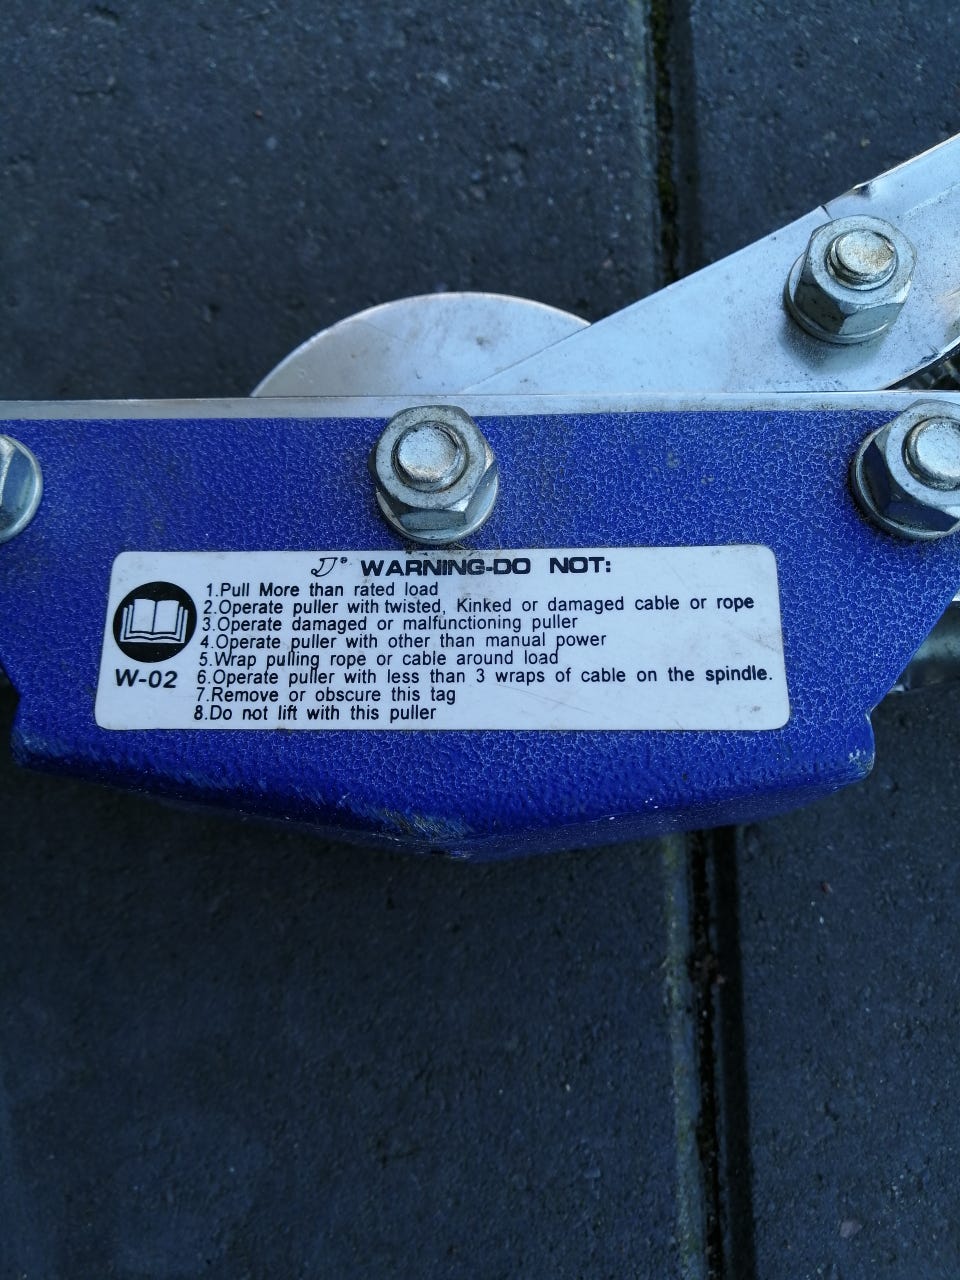 WARNING-DO NOT:
1.Pull More than rated load
2.Operate puller with twisted, Kinked or damaged cable or rope
3.Operate damaged or malfunctioning puller
4.Operate puller with other than manual power
5.Wrap pulling rope or cable around load
6.Operate puller with less than 3 wraps of cable on the spindle.
7.Remove or obscure this tag
8.Do not lift with this puller
W-02